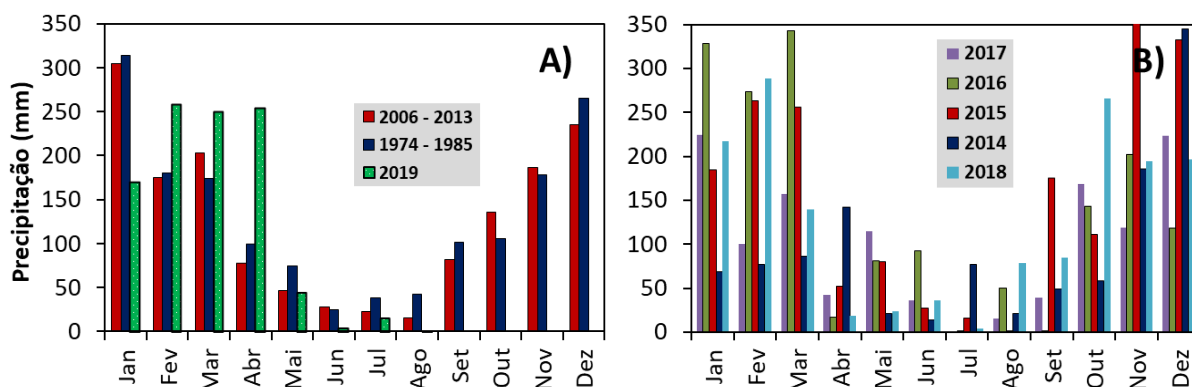 A)
Precipitação (mm)
350
300
250
200
150
100
50
0
2006 - 2013
1974 - 1985
2019
Jan
Fev
Mar
Abr
Mai
Jun
Jul
Ago
Set
Out
Nov
Dez
B)
350
300
250
200
150
100
50
0
2017
2016
2015
2014
2018
Jan
Fev
Mar
Abr
Mai
Jun
Jul
Ago
Set
Out
Nov
Dez